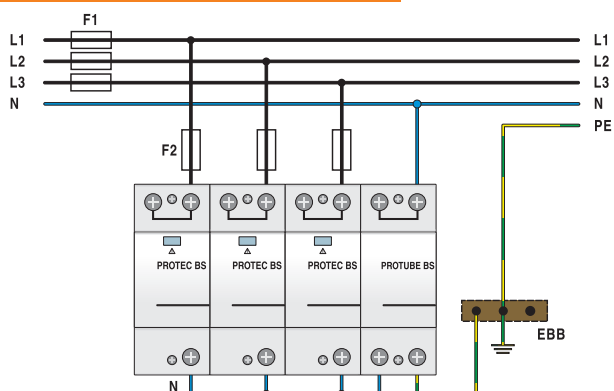 F1
L1 L1
L2 L2
L3 L3
N N
PE
F2
PROTEC BS PROTEC BS PROTEC BS PROTUBE BS
EBB
N